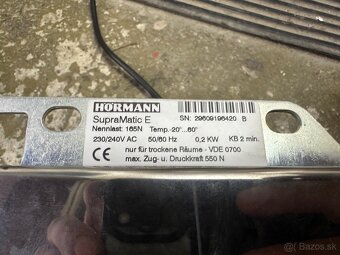 HÖRMANN
SupraMatic E SN: 29609196420 B
Nennlast: 165N Temp.-20°...60°
230/240V AC 50/60 Hz 0,2 KW KB 2 min.
CE nur für trockene Räume - VDE 0700
max. Zug- u. Druckkraft 550 N
bazos.sk